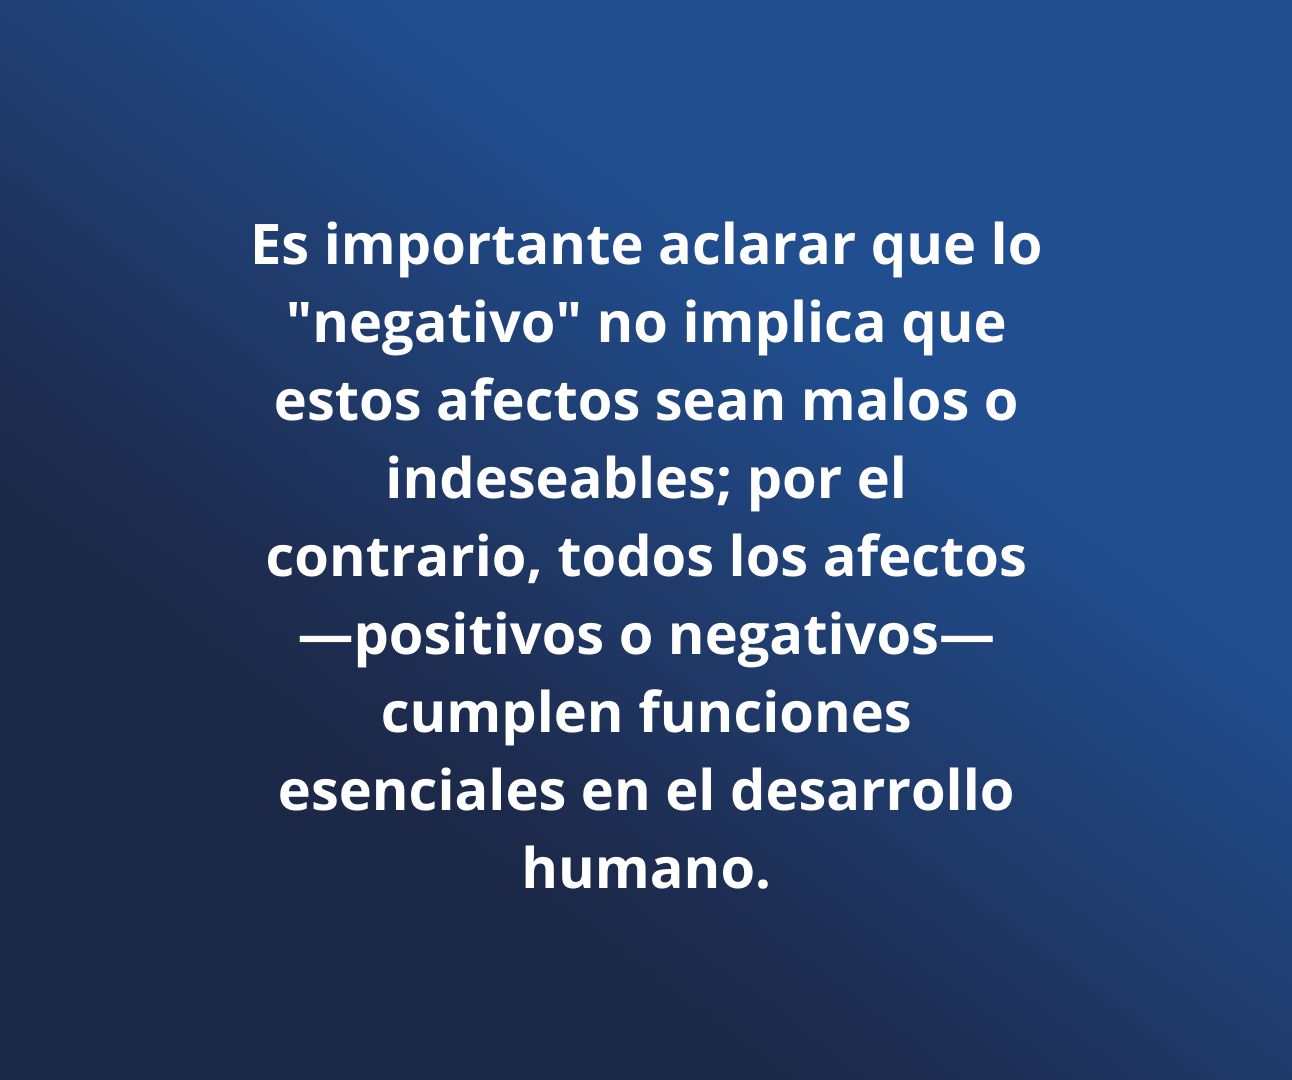 Es importante aclarar que lo
"negativo" no implica que
estos afectos sean malos o
indeseables; por el
contrario, todos los afectos
—positivos o negativos—
cumplen funciones
esenciales en el desarrollo
humano.